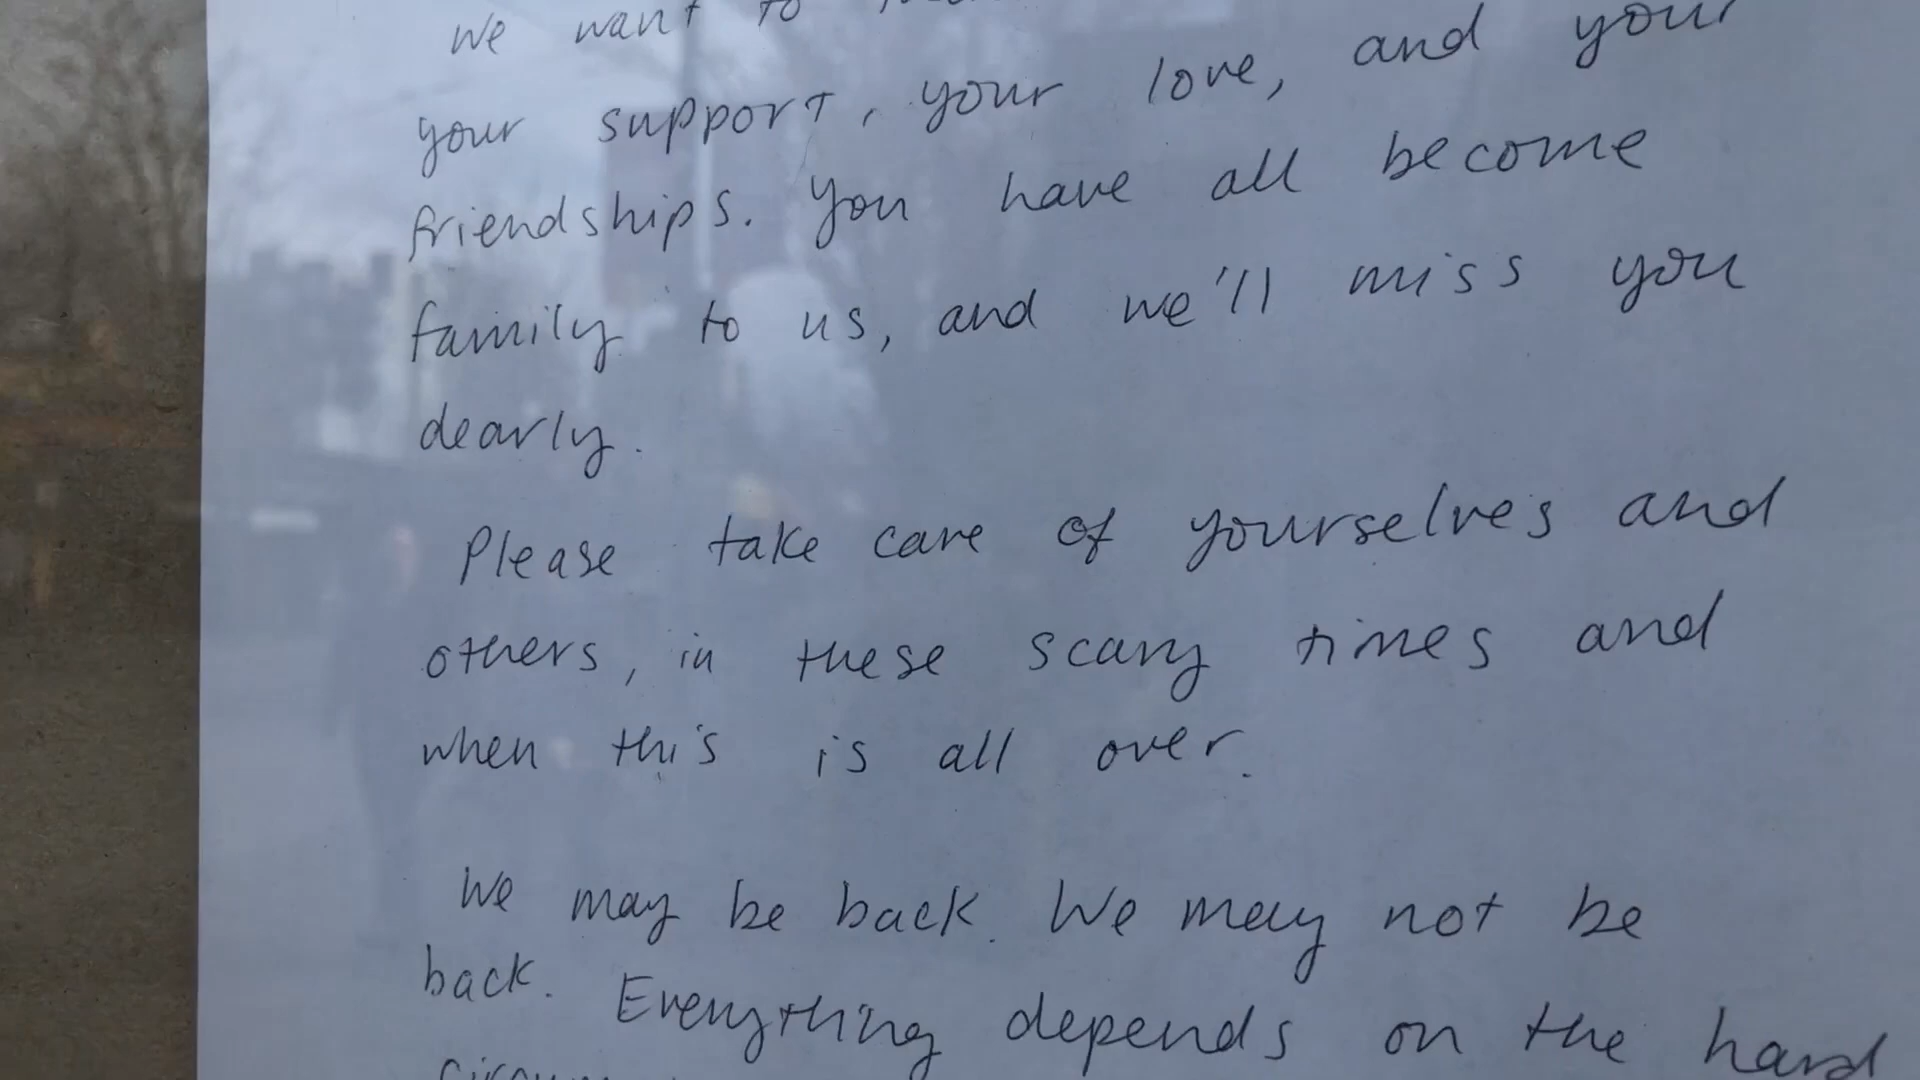 We want to
your support, your love, and your
friendships. You have all become
family to us, and we'll miss you
dearly.
Please take care of yourselves and
others, in these scary times and
when this is all over.
We may be back. We may not be
back. Everything depends on the hard